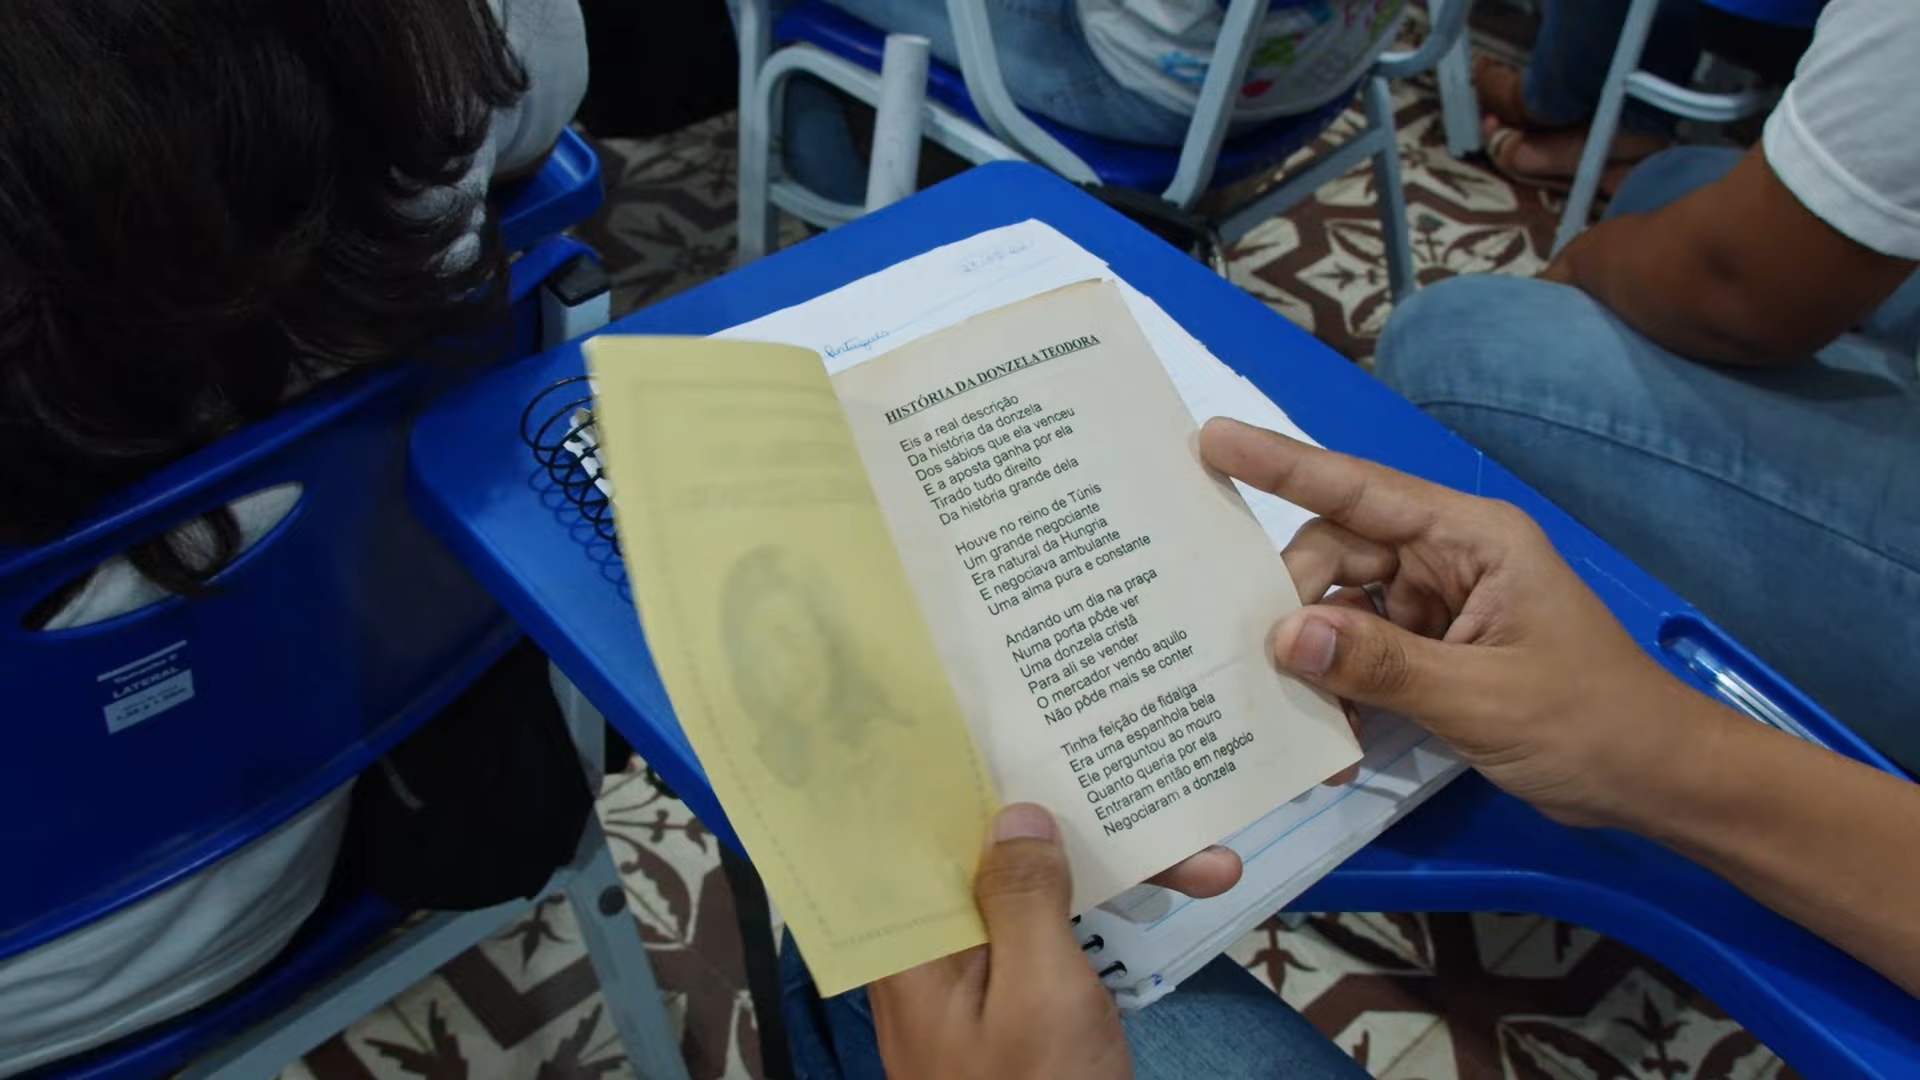 Português
HISTÓRIA DA DONZELA TEODORA
Eis a real descrição
Da história da donzela
Dos sábios que ela venceu
E a aposta ganha por ela
Tirado tudo direito
Da história grande dela
Houve no reino de Túnis
Um grande negociante
Era natural da Hungria
E negociava ambulante
Uma alma pura e constante
Andando um dia na praça
Numa porta pôde ver
Uma donzela cristã
Para ali se vender
O mercador vendo aquilo
Não pôde mais se conter
Tinha feição de fidalga
Era uma espanhola bela
Ele perguntou ao mouro
Quanto queria por ela
Entraram então em negócio
Negociaram a donzela
LATERAL